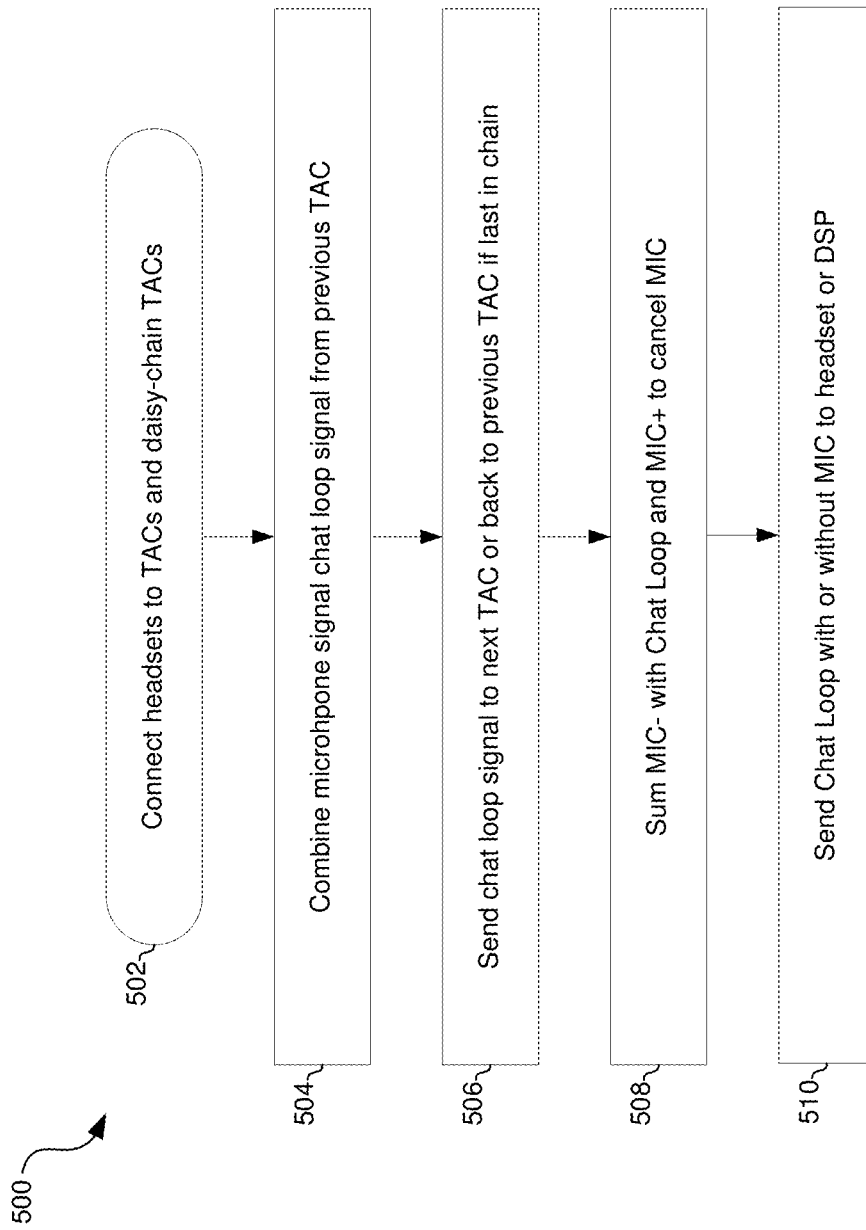 500
502
Connect headsets to TACs and daisy-chain TACs
504
Combine microhpone signal chat loop signal from previous TAC
506
Send chat loop signal to next TAC or back to previous TAC if last in chain
508
Sum MIC- with Chat Loop and MIC+ to cancel MIC
510
Send Chat Loop with or without MIC to headset or DSP